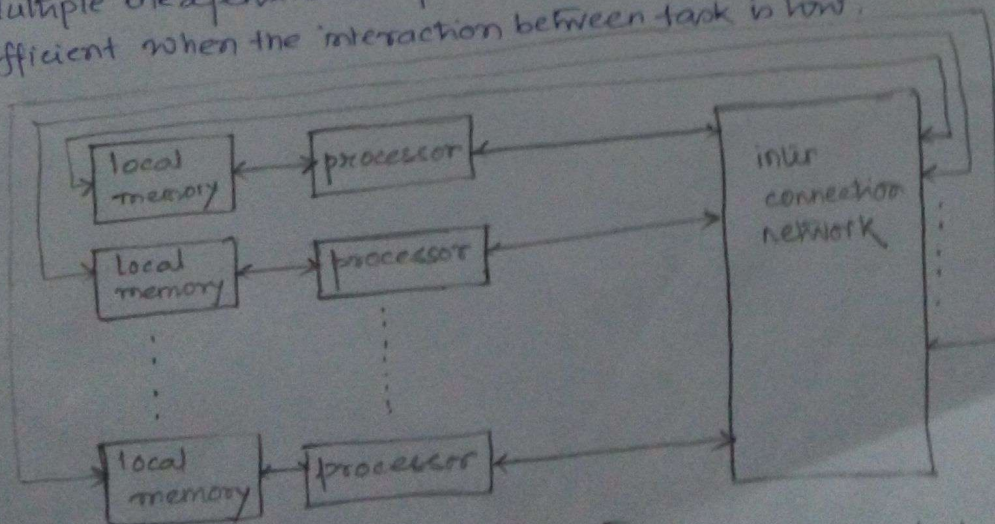 when the interaction between task is low.
local
memory
processor
inter
connection
network
local
memory
processor
local
memory
processor